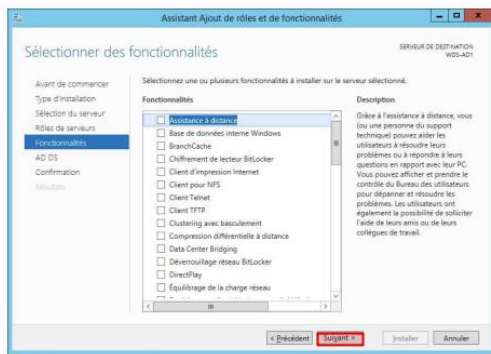 Assistant Ajout de rôles et de fonctionnalités
Sélectionner des fonctionnalités
SERVEUR DE DESTINATION
WDS-AD1
Avant de commencer
Type d'installation
Sélection du serveur
Rôles de serveurs
Fonctionnalités
AD DS
Confirmation
Résultats
Sélectionnez une ou plusieurs fonctionnalités à installer sur le serveur sélectionné.
Fonctionnalités
Assistance à distance
Base de données interne Windows
BranchCache
Chiffrement de lecteur BitLocker
Client d'impression Internet
Client pour NFS
Client Telnet
Client TFTP
Clustering avec basculement
Compression différentielle à distance
Data Center Bridging
Déverrouillage réseau BitLocker
DirectPlay
Équilibrage de la charge réseau
Description
Grâce à l'assistance à distance, vous
(ou une personne du support
technique) pouvez aider les
utilisateurs à résoudre leurs
problèmes ou à répondre à leurs
questions en rapport avec leur PC.
Vous pouvez afficher et prendre le
contrôle du Bureau des utilisateurs
pour dépanner et résoudre les
problèmes. Les utilisateurs ont
également la possibilité de solliciter
l'aide de leurs amis ou de leurs
collègues de travail.
< Précédent
Suivant >
Installer
Annuler